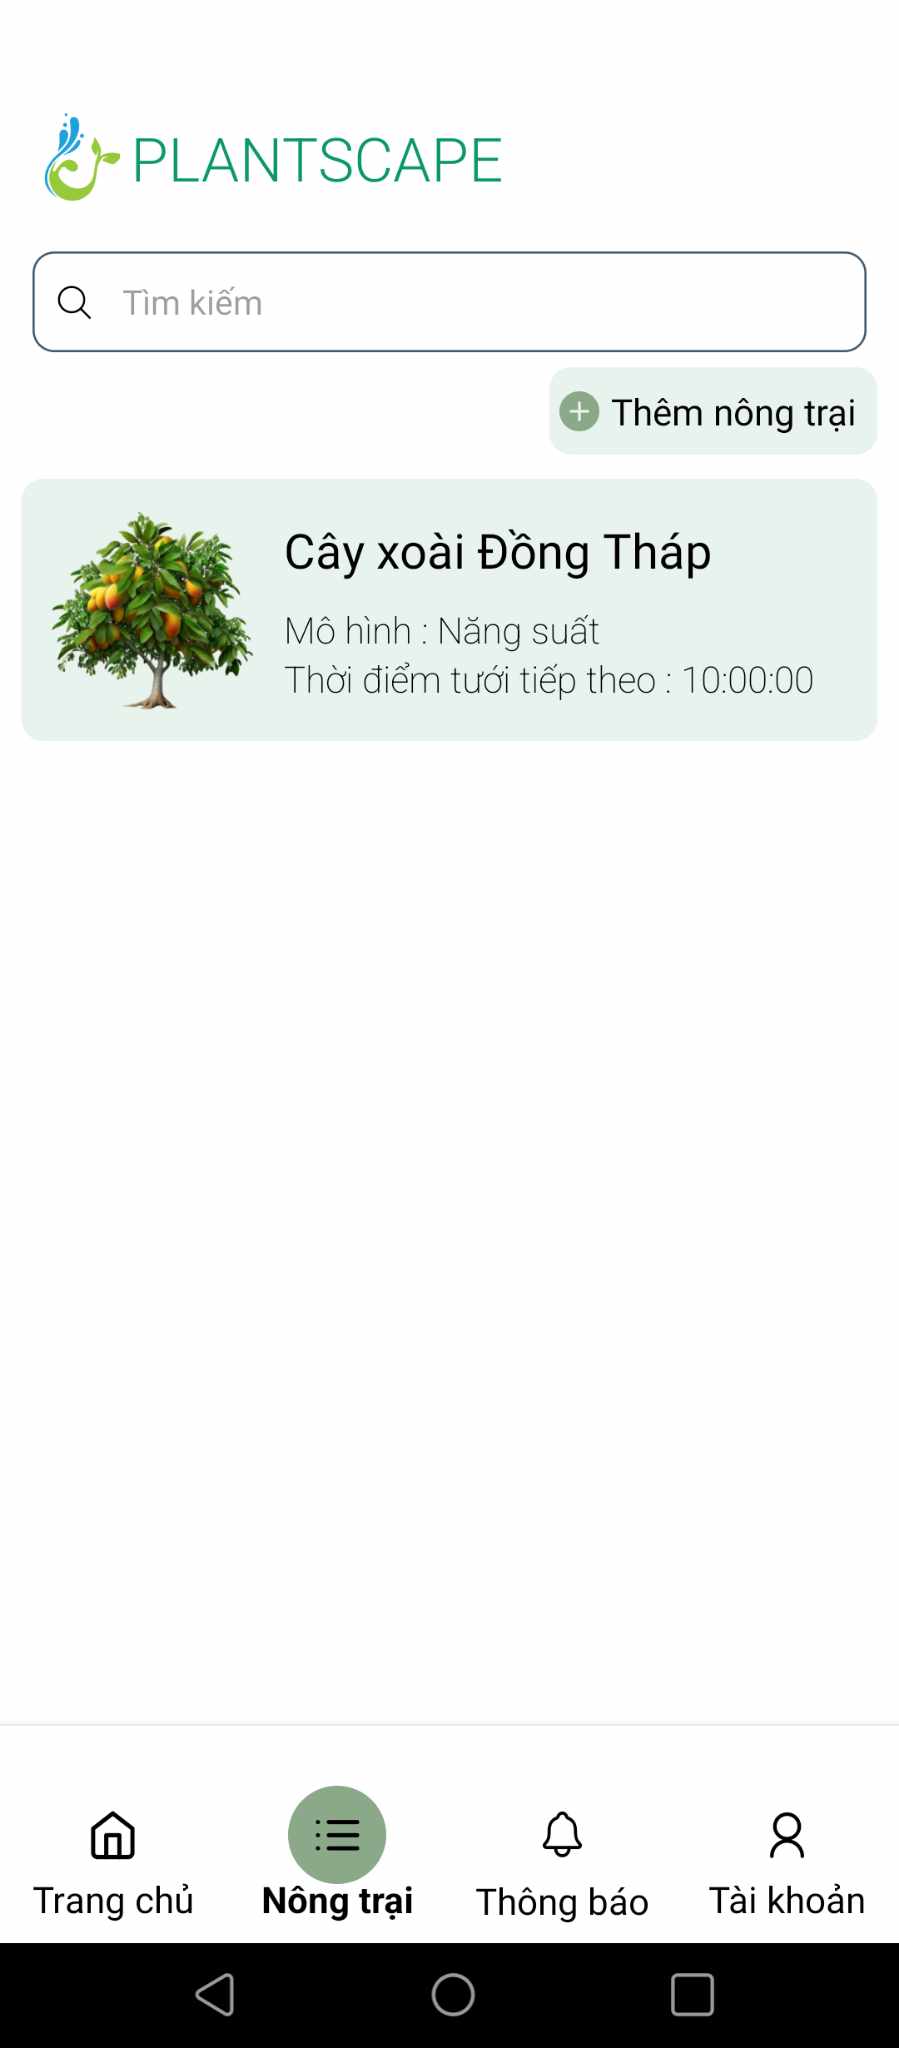 PLANTSCAPE
Tìm kiếm
Thêm nông trại
Cây xoài Đồng Tháp
Mô hình : Năng suất
Thời điểm tưới tiếp theo : 10:00:00
Trang chủ
Nông trại
Thông báo
Tài khoản